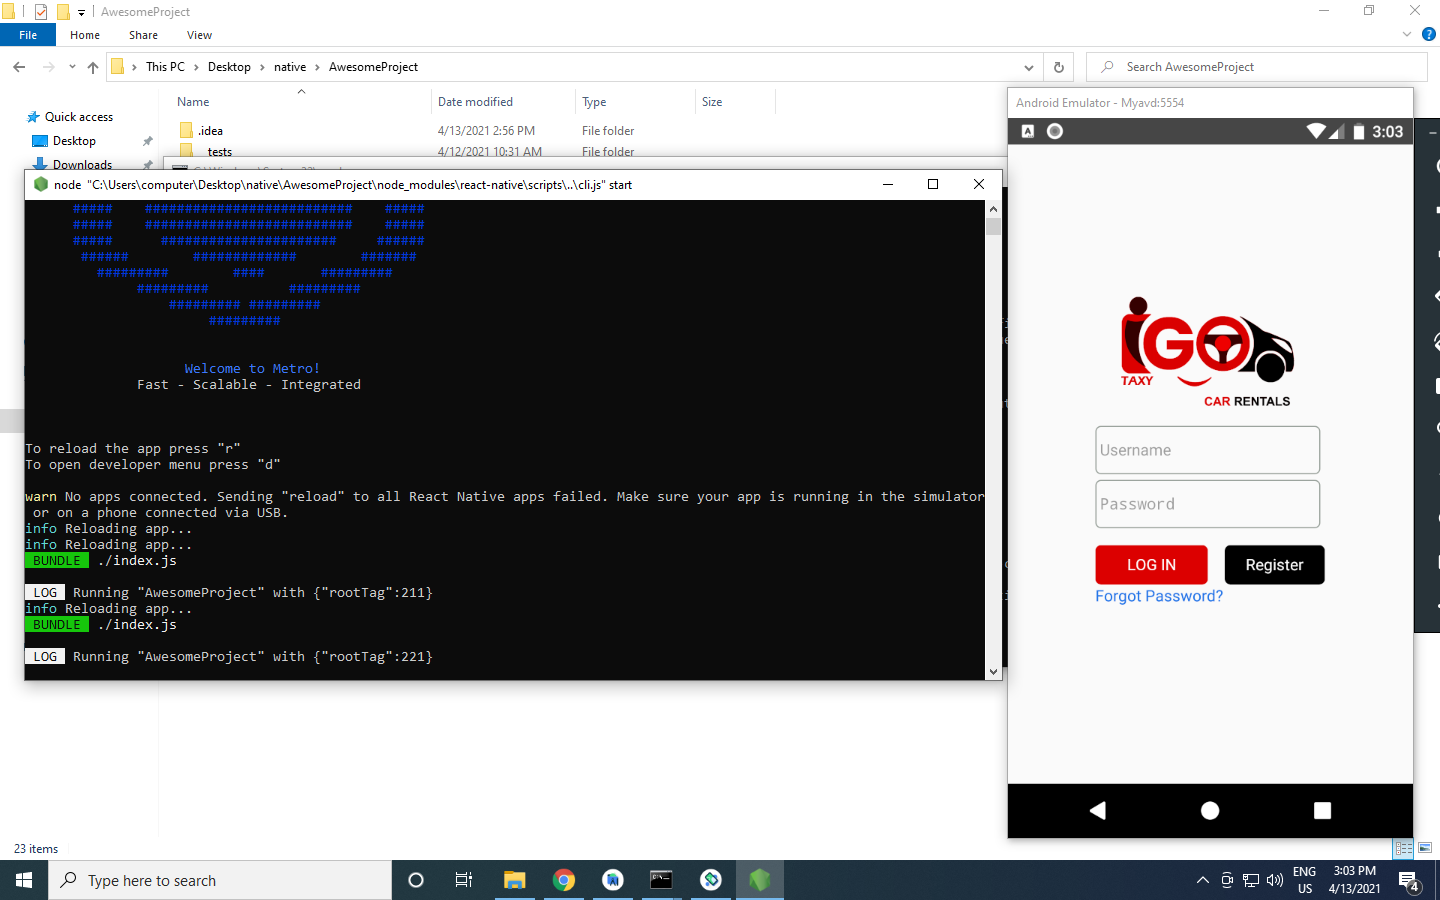 AwesomeProject
File Home Share View
This PC Desktop native AwesomeProject
Search AwesomeProject
Name Date modified Type Size
Quick access
Desktop
Downloads
.idea 4/13/2021 2:56 PM File folder
tests 4/12/2021 10:31 AM File folder
node "C:\Users\computer\Desktop\native\AwesomeProject\node_modules\react-native\scripts\..\cli.js" start
##### ########################## #####
##### ########################## #####
##### ###################### ######
###### ############# #######
######### #### #########
######### #########
######### #########
#########
Welcome to Metro!
Fast - Scalable - Integrated
To reload the app press "r"
To open developer menu press "d"
warn No apps connected. Sending "reload" to all React Native apps failed. Make sure your app is running in the simulator
or on a phone connected via USB.
info Reloading app...
info Reloading app...
BUNDLE ./index.js
LOG Running "AwesomeProject" with {"rootTag":211}
info Reloading app...
BUNDLE ./index.js
LOG Running "AwesomeProject" with {"rootTag":221}
Android Emulator - Myavd:5554
3:03
iGO
TAXY
CAR RENTALS
Username
Password
LOG IN Register
Forgot Password?
23 items
Type here to search
ENG
US
3:03 PM
4/13/2021
4